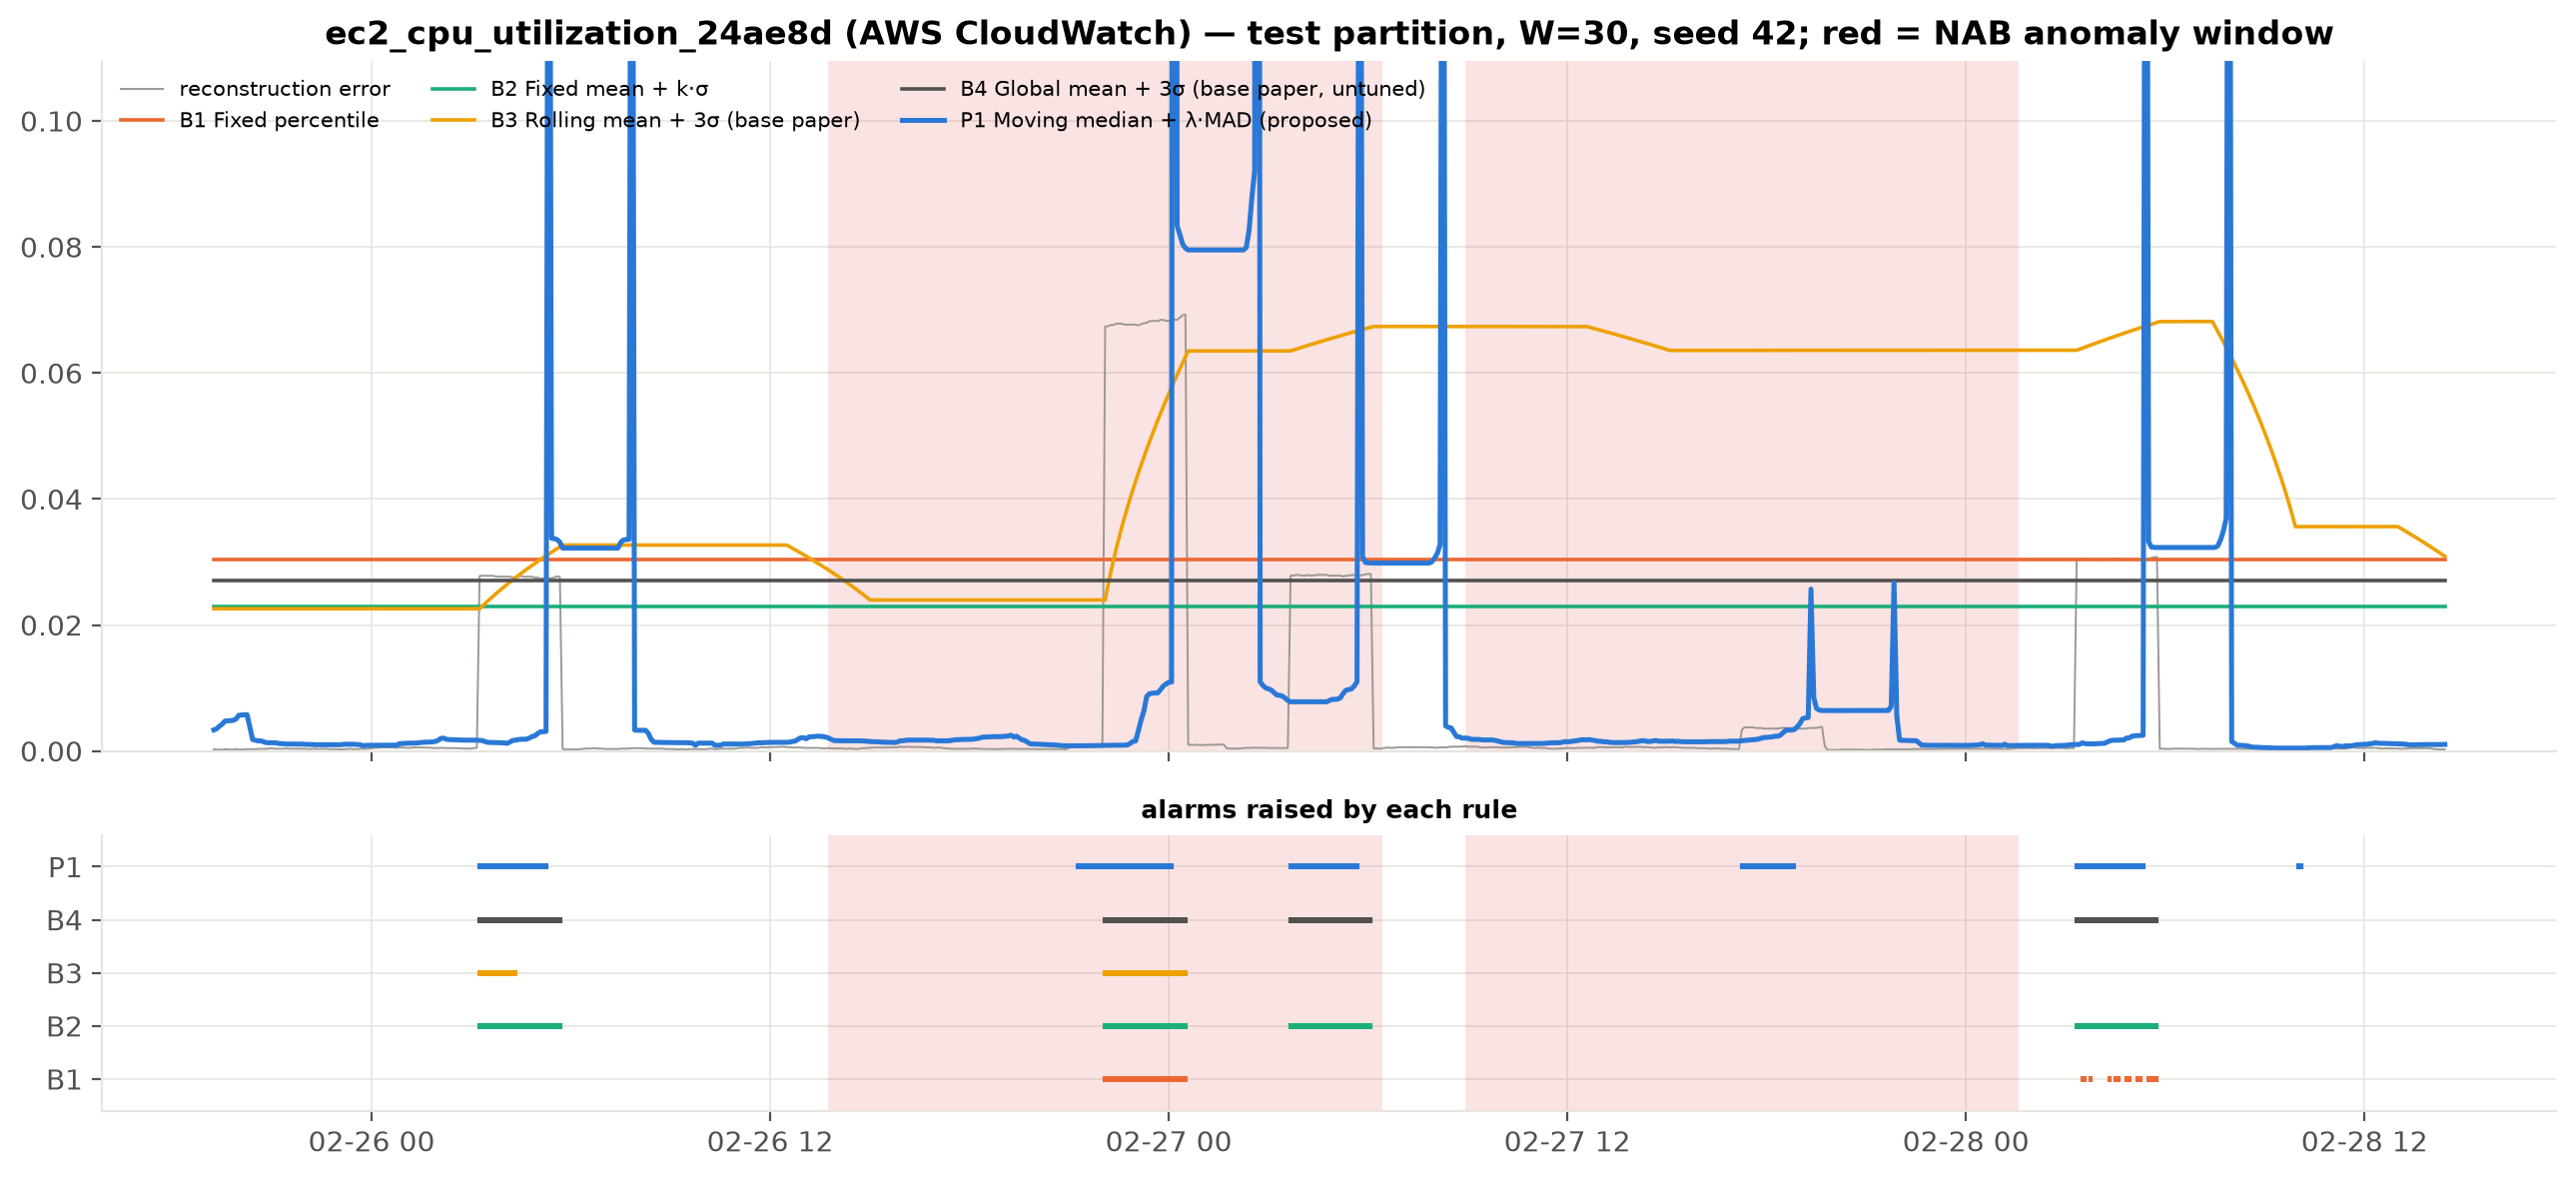 ec2_cpu_utilization_24ae8d (AWS CloudWatch) — test partition, W=30, seed 42; red = NAB anomaly window
reconstruction error
B1 Fixed percentile
B2 Fixed mean + k·σ
B3 Rolling mean + 3σ (base paper)
B4 Global mean + 3σ (base paper, untuned)
P1 Moving median + λ·MAD (proposed)
0.10
0.08
0.06
0.04
0.02
0.00
alarms raised by each rule
P1
B4
B3
B2
B1
02-26 00
02-26 12
02-27 00
02-27 12
02-28 00
02-28 12